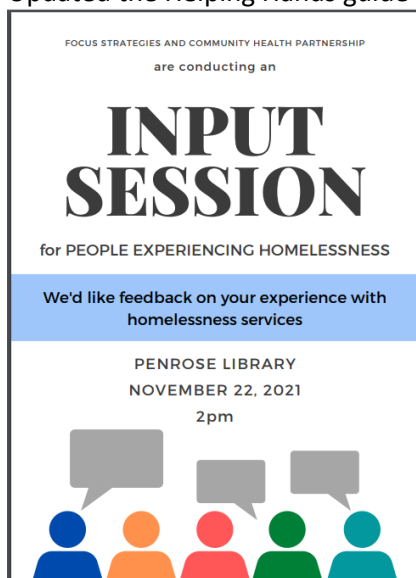 Updated the Helping Hands guide
FOCUS STRATEGIES AND COMMUNITY HEALTH PARTNERSHIP
are conducting an
INPUT
SESSION
for PEOPLE EXPERIENCING HOMELESSNESS
We'd like feedback on your experience with
homelessness services
PENROSE LIBRARY
NOVEMBER 22, 2021
2pm